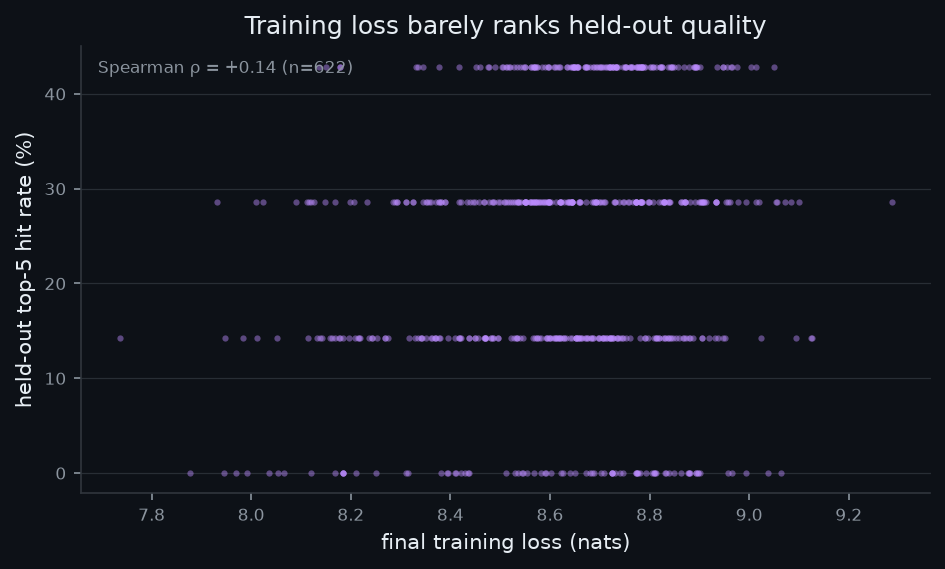 Training loss barely ranks held-out quality
Spearman ρ = +0.14 (n=622)
held-out top-5 hit rate (%)
40
30
20
10
0
7.8 8.0 8.2 8.4 8.6 8.8 9.0 9.2
final training loss (nats)